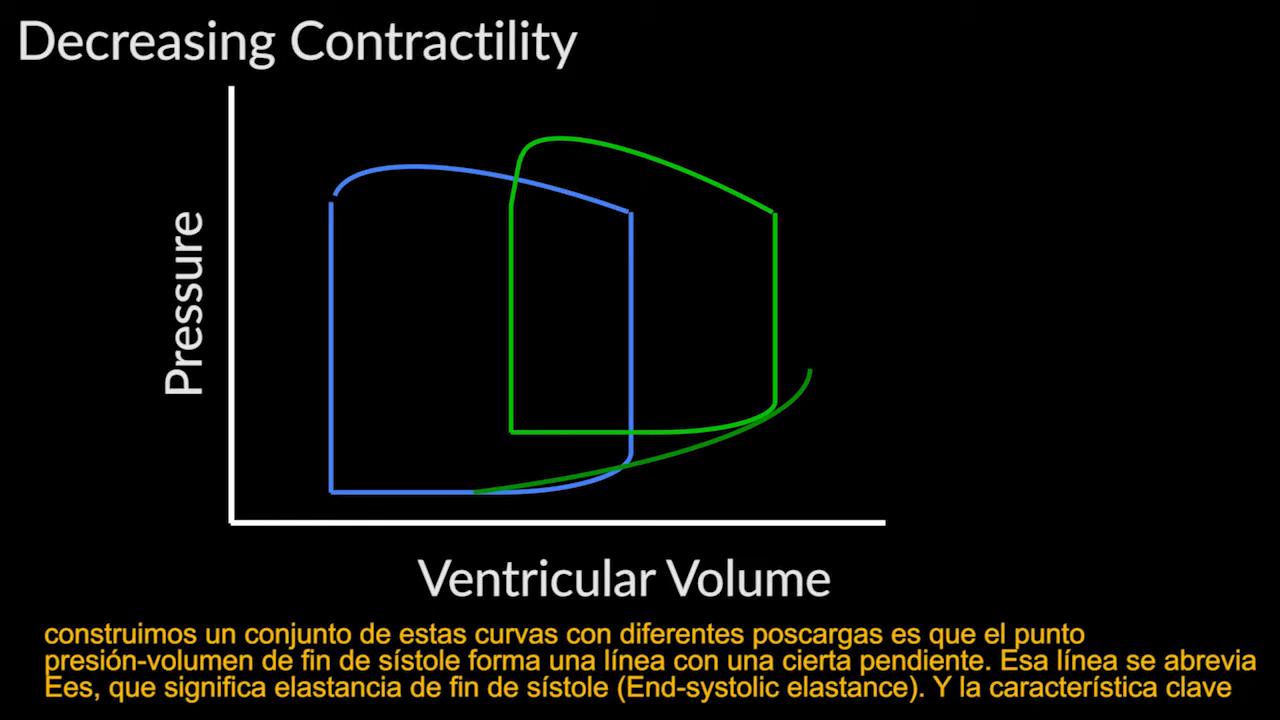 Decreasing Contractility
Pressure
Ventricular Volume
construimos un conjunto de estas curvas con diferentes poscargas es que el punto
presión-volumen de fin de sístole forma una línea con una cierta pendiente. Esa línea se abrevia
Ees, que significa elastancia de fin de sístole (End-systolic elastance). Y la característica clave